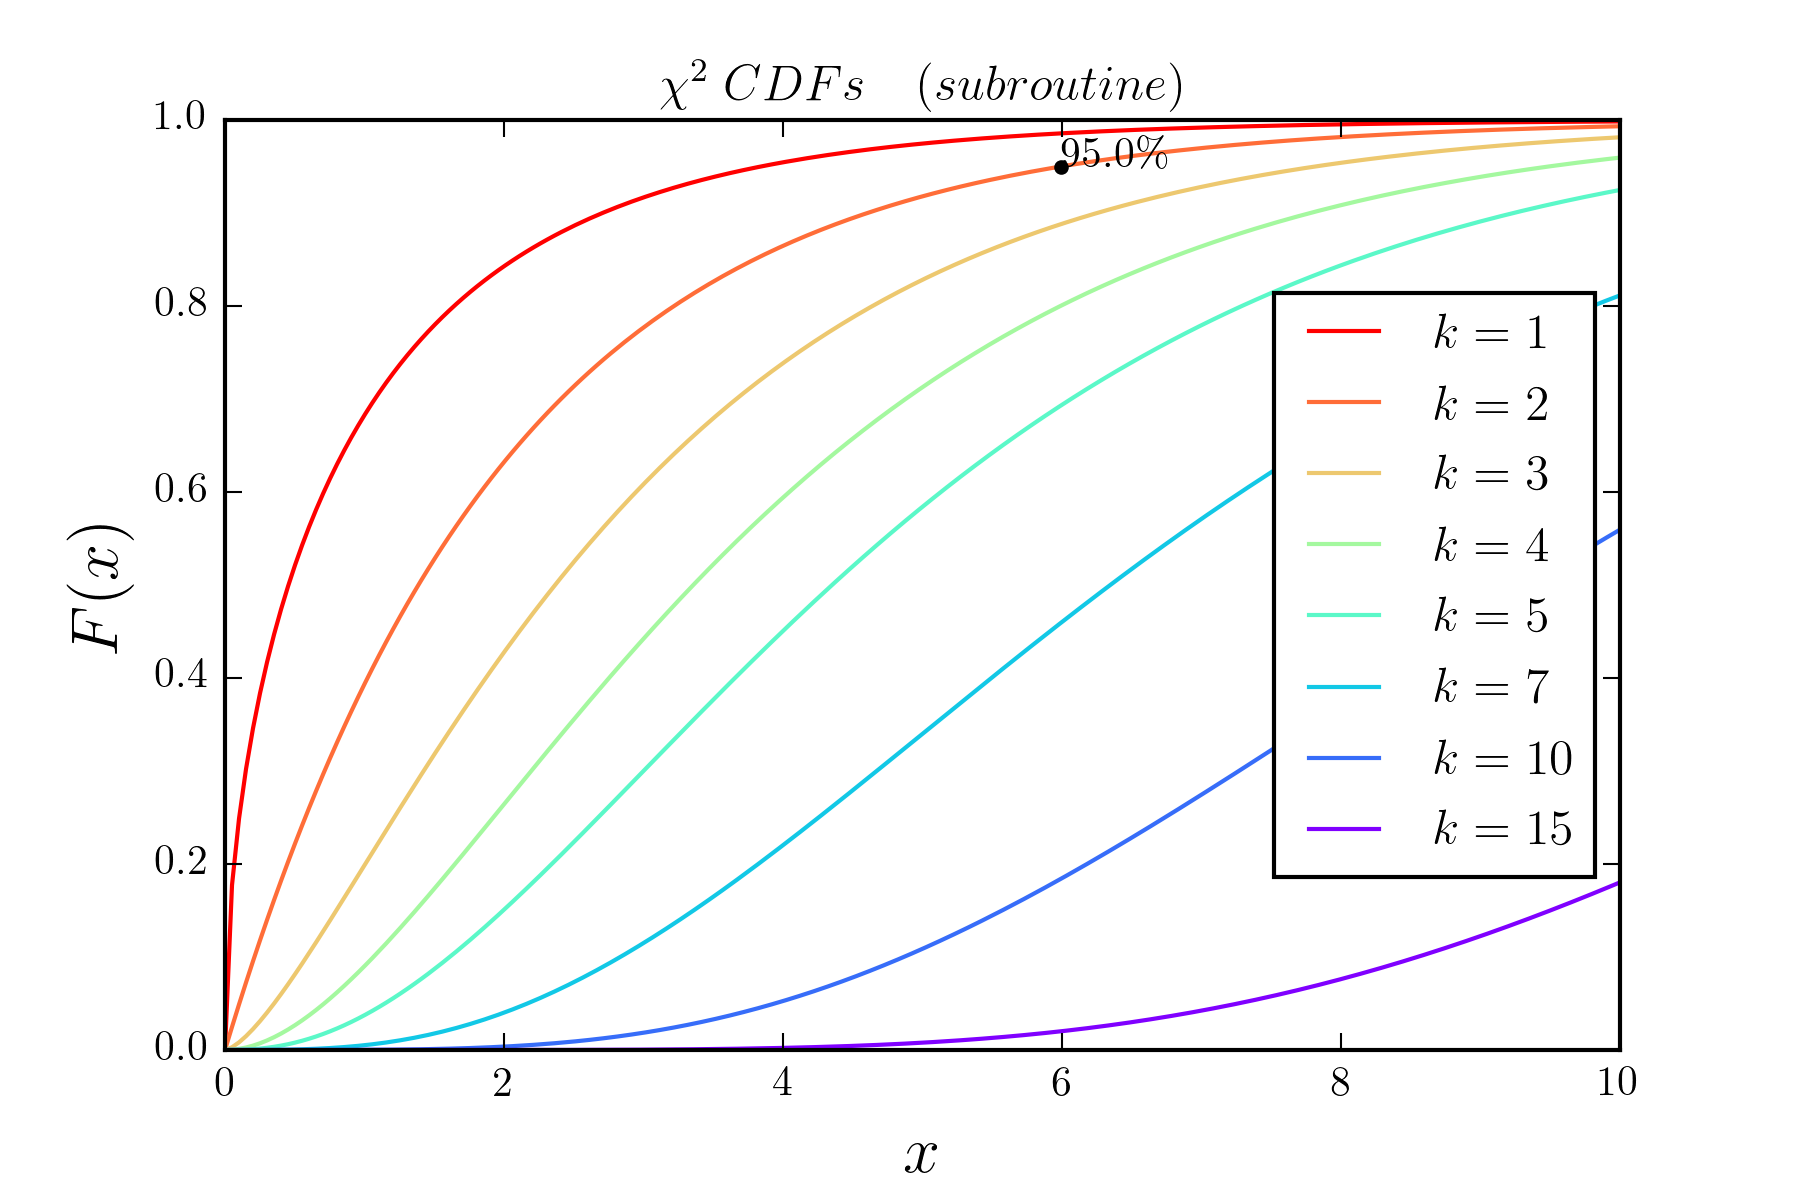 χ² CDFs (subroutine)
1.0
0.8
0.6
0.4
0.2
0.0
F(x)
95.0%
k = 1
k = 2
k = 3
k = 4
k = 5
k = 7
k = 10
k = 15
0 2 4 6 8 10
x